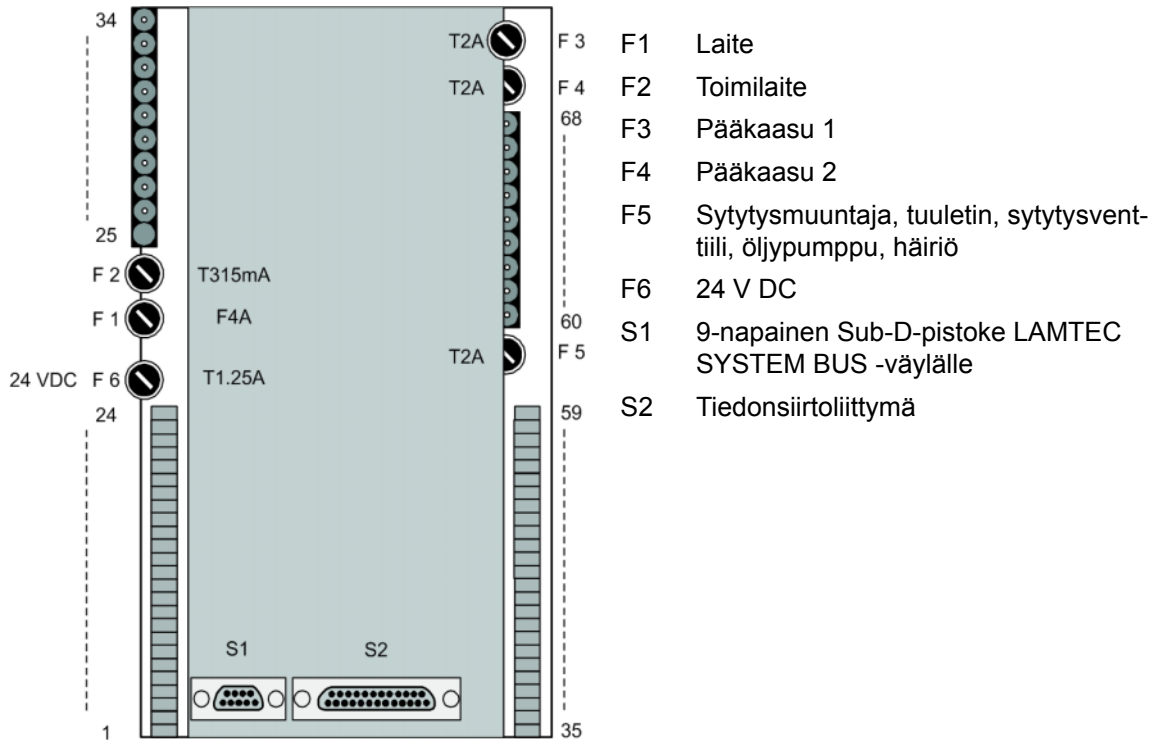 34
T2A F 3
T2A F 4
68
25
F 2 T315mA
F 1 F4A
60
T2A F 5
24 VDC F 6 T1.25A
24
59
S1 S2
1
35
F1 Laite
F2 Toimilaite
F3 Pääkaasu 1
F4 Pääkaasu 2
F5 Sytytysmuuntaja, tuuletin, sytytysvent-
tiili, öljypumppu, häiriö
F6 24 V DC
S1 9-napainen Sub-D-pistoke LAMTEC
SYSTEM BUS -väylälle
S2 Tiedonsiirtoliittymä